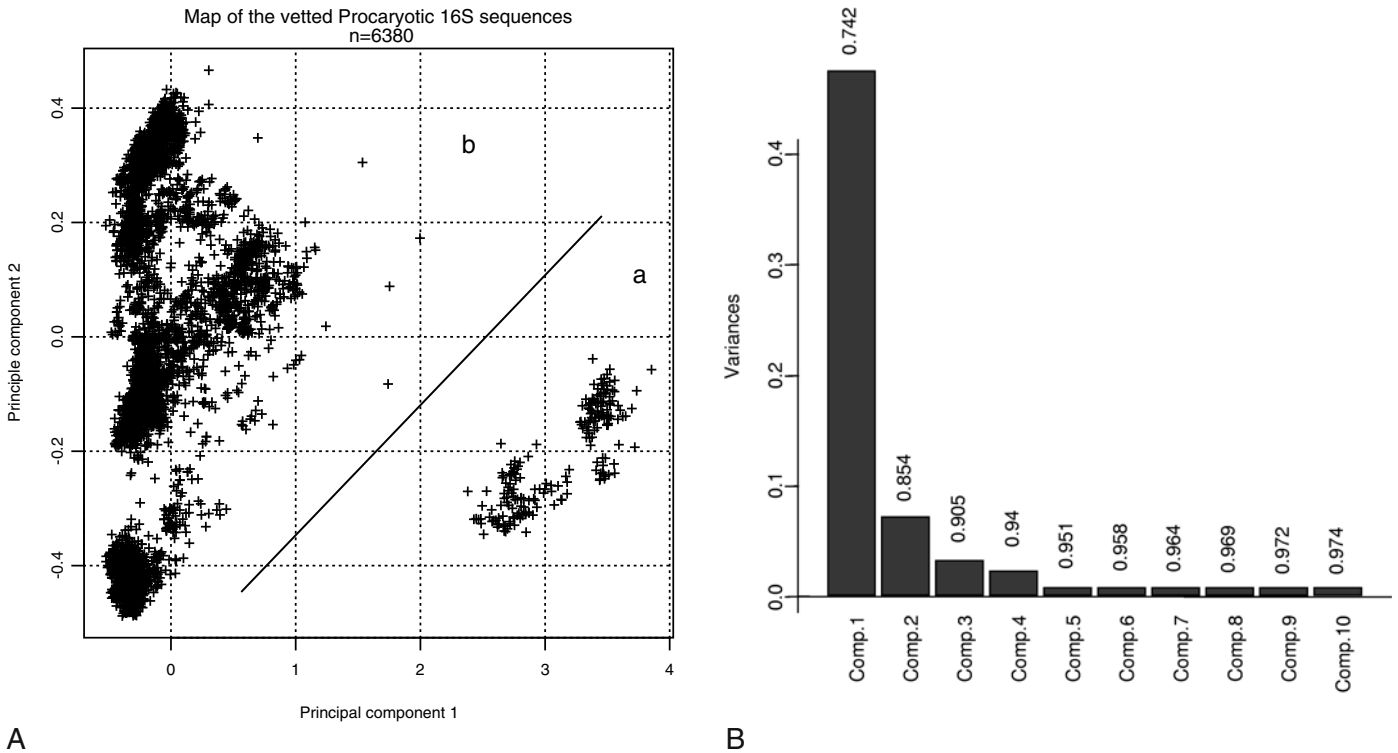 Map of the vetted Procaryotic 16S sequences
n=6380
0.4
0.2
0.0
-0.2
-0.4
Principle component 2
b
a
0 1 2 3 4
Principal component 1
A
0.742
0.854
0.905
0.94
0.951
0.958
0.964
0.969
0.972
0.974
0.4
0.3
0.2
0.1
0.0
Variances
Comp.1
Comp.2
Comp.3
Comp.4
Comp.5
Comp.6
Comp.7
Comp.8
Comp.9
Comp.10
B